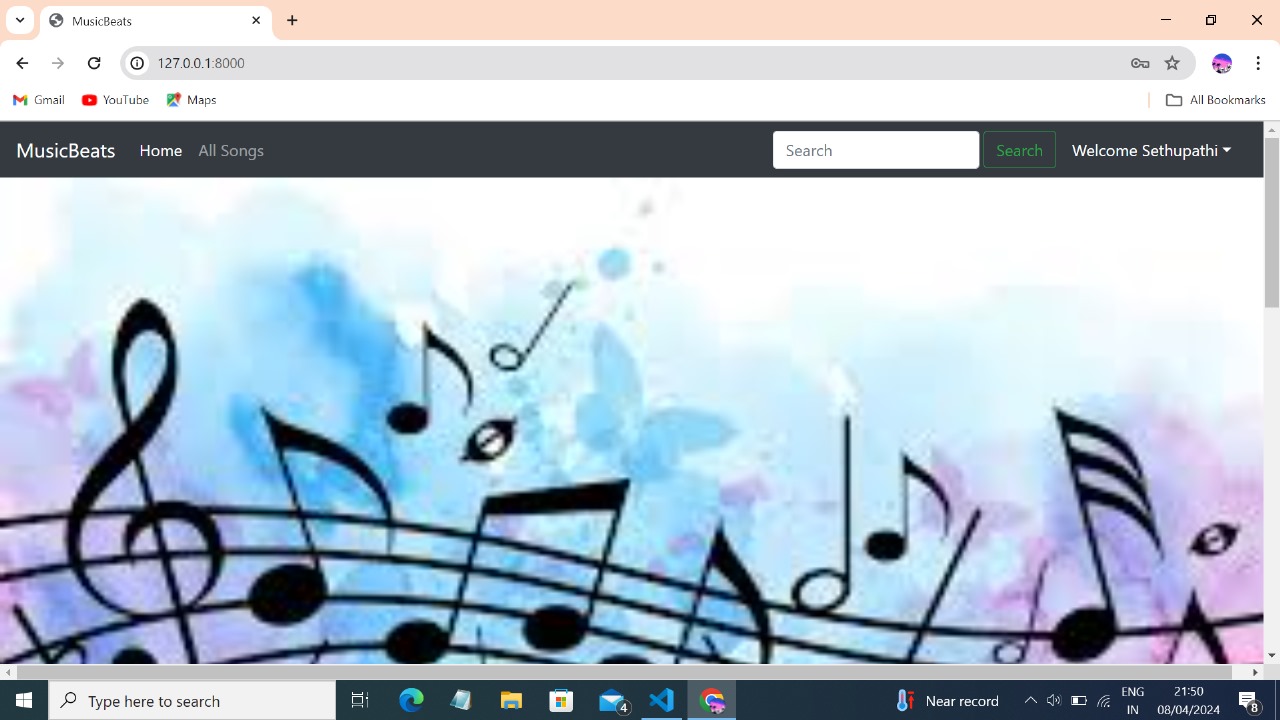 MusicBeats
127.0.0.1:8000
Gmail YouTube Maps All Bookmarks
MusicBeats Home All Songs Search Search Welcome Sethupathi
Type here to search 4 Near record ENG IN 21:50 08/04/2024 8